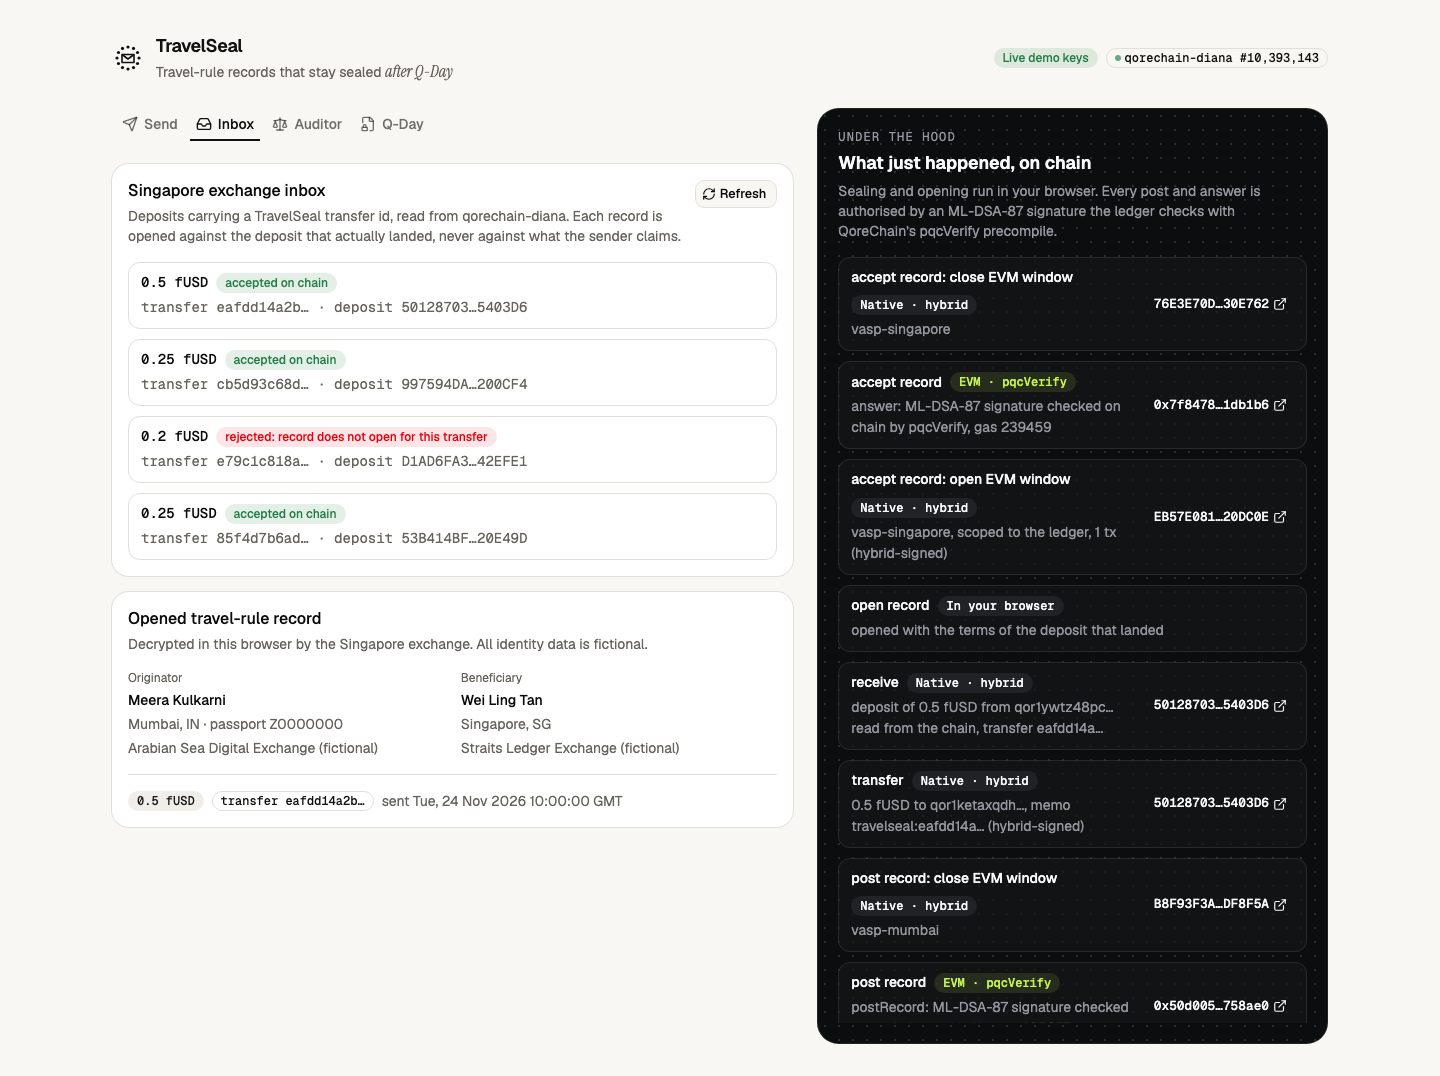 TravelSeal
Travel-rule records that stay sealed after Q-Day
Live demo keys
qorechain-diana #10,393,143
Send
Inbox
Auditor
Q-Day
Singapore exchange inbox
Refresh
Deposits carrying a TravelSeal transfer id, read from qorechain-diana. Each record is
opened against the deposit that actually landed, never against what the sender claims.
0.5 fUSD accepted on chain
transfer eafdd14a2b… · deposit 50128703…5403D6
0.25 fUSD accepted on chain
transfer cb5d93c68d… · deposit 997594DA…200CF4
0.2 fUSD rejected: record does not open for this transfer
transfer e79c1c818a… · deposit D1AD6FA3…42EFE1
0.25 fUSD accepted on chain
transfer 85f4d7b6ad… · deposit 53B414BF…20E49D
Opened travel-rule record
Decrypted in this browser by the Singapore exchange. All identity data is fictional.
Originator
Meera Kulkarni
Mumbai, IN · passport Z0000000
Arabian Sea Digital Exchange (fictional)
Beneficiary
Wei Ling Tan
Singapore, SG
Straits Ledger Exchange (fictional)
0.5 fUSD transfer eafdd14a2b… sent Tue, 24 Nov 2026 10:00:00 GMT
UNDER THE HOOD
What just happened, on chain
Sealing and opening run in your browser. Every post and answer is
authorised by an ML-DSA-87 signature the ledger checks with
QoreChain's pqcVerify precompile.
accept record: close EVM window
Native · hybrid
76E3E70D…30E762
vasp-singapore
accept record EVM · pqcVerify
answer: ML-DSA-87 signature checked on
chain by pqcVerify, gas 239459
0x7f8478…1db1b6
accept record: open EVM window
Native · hybrid
vasp-singapore, scoped to the ledger, 1 tx
(hybrid-signed)
EB57E081…20DC0E
open record In your browser
opened with the terms of the deposit that landed
receive Native · hybrid
deposit of 0.5 fUSD from qor1ywtz48pc…
read from the chain, transfer eafdd14a…
50128703…5403D6
transfer Native · hybrid
0.5 fUSD to qor1ketaxqdh…, memo
travelseal:eafdd14a… (hybrid-signed)
50128703…5403D6
post record: close EVM window
Native · hybrid
B8F93F3A…DF8F5A
vasp-mumbai
post record EVM · pqcVerify
postRecord: ML-DSA-87 signature checked
0x50d005…758ae0